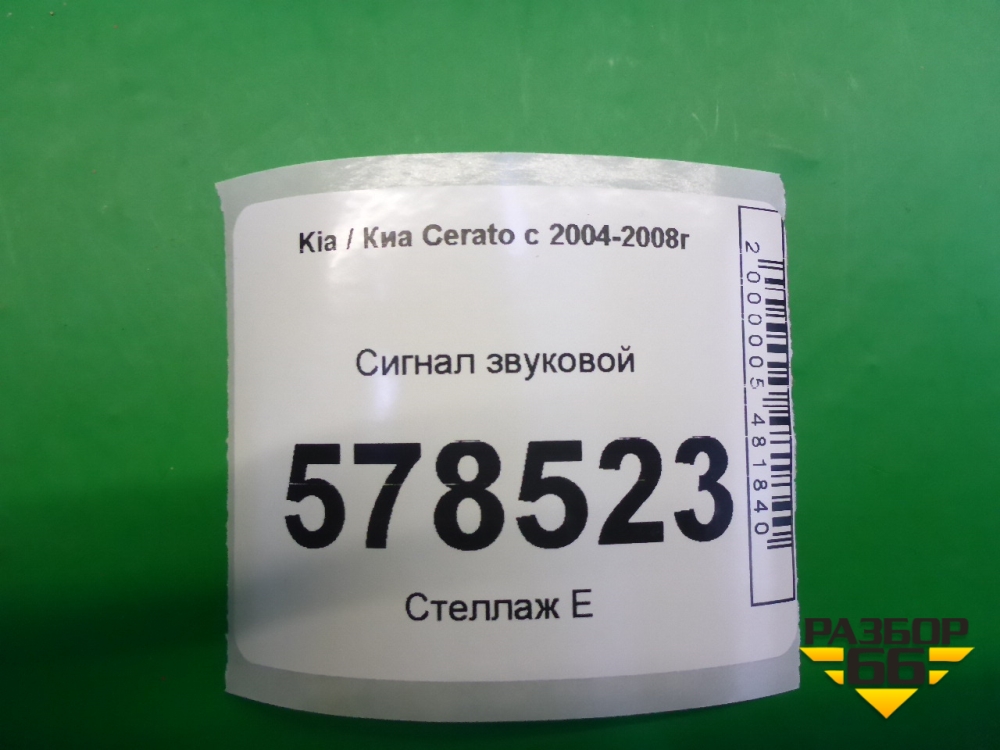 Kia / Киа Cerato с 2004-2008г
Сигнал звуковой
578523
Стеллаж Е
2000005481840
РАЗБОР
66